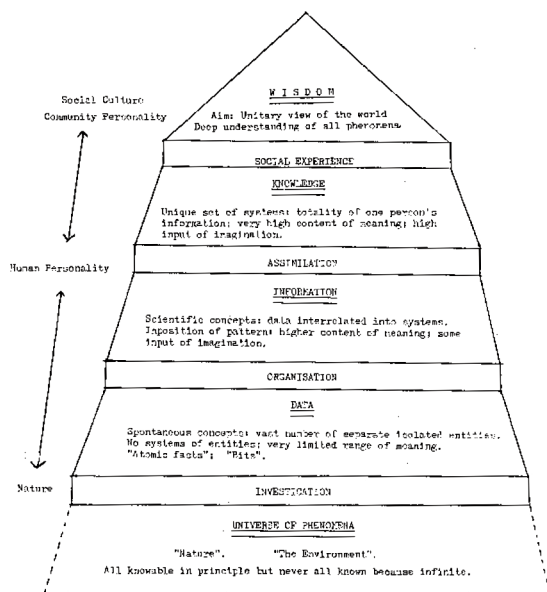 WISDOM
Social Culture
Community Personality
Aim: Unitary view of the world
Deep understanding of all phenomena
SOCIAL EXPERIENCE
KNOWLEDGE
Unique set of systems: totality of one person's
information; very high content of meaning; high
input of imagination.
Human Personality
ASSIMILATION
INFORMATION
Scientific concepts: data interrelated into systems.
Imposition of pattern: higher content of meaning; some
input of imagination.
ORGANISATION
DATA
Spontaneous concepts: vast number of separate isolated entities.
No systems of entities; very limited range of meaning.
"Atomic facts"; "Bits".
Nature
INVESTIGATION
UNIVERSE OF PHENOMENA
"Nature". "The Environment".
All knowable in principle but never all known because infinite.